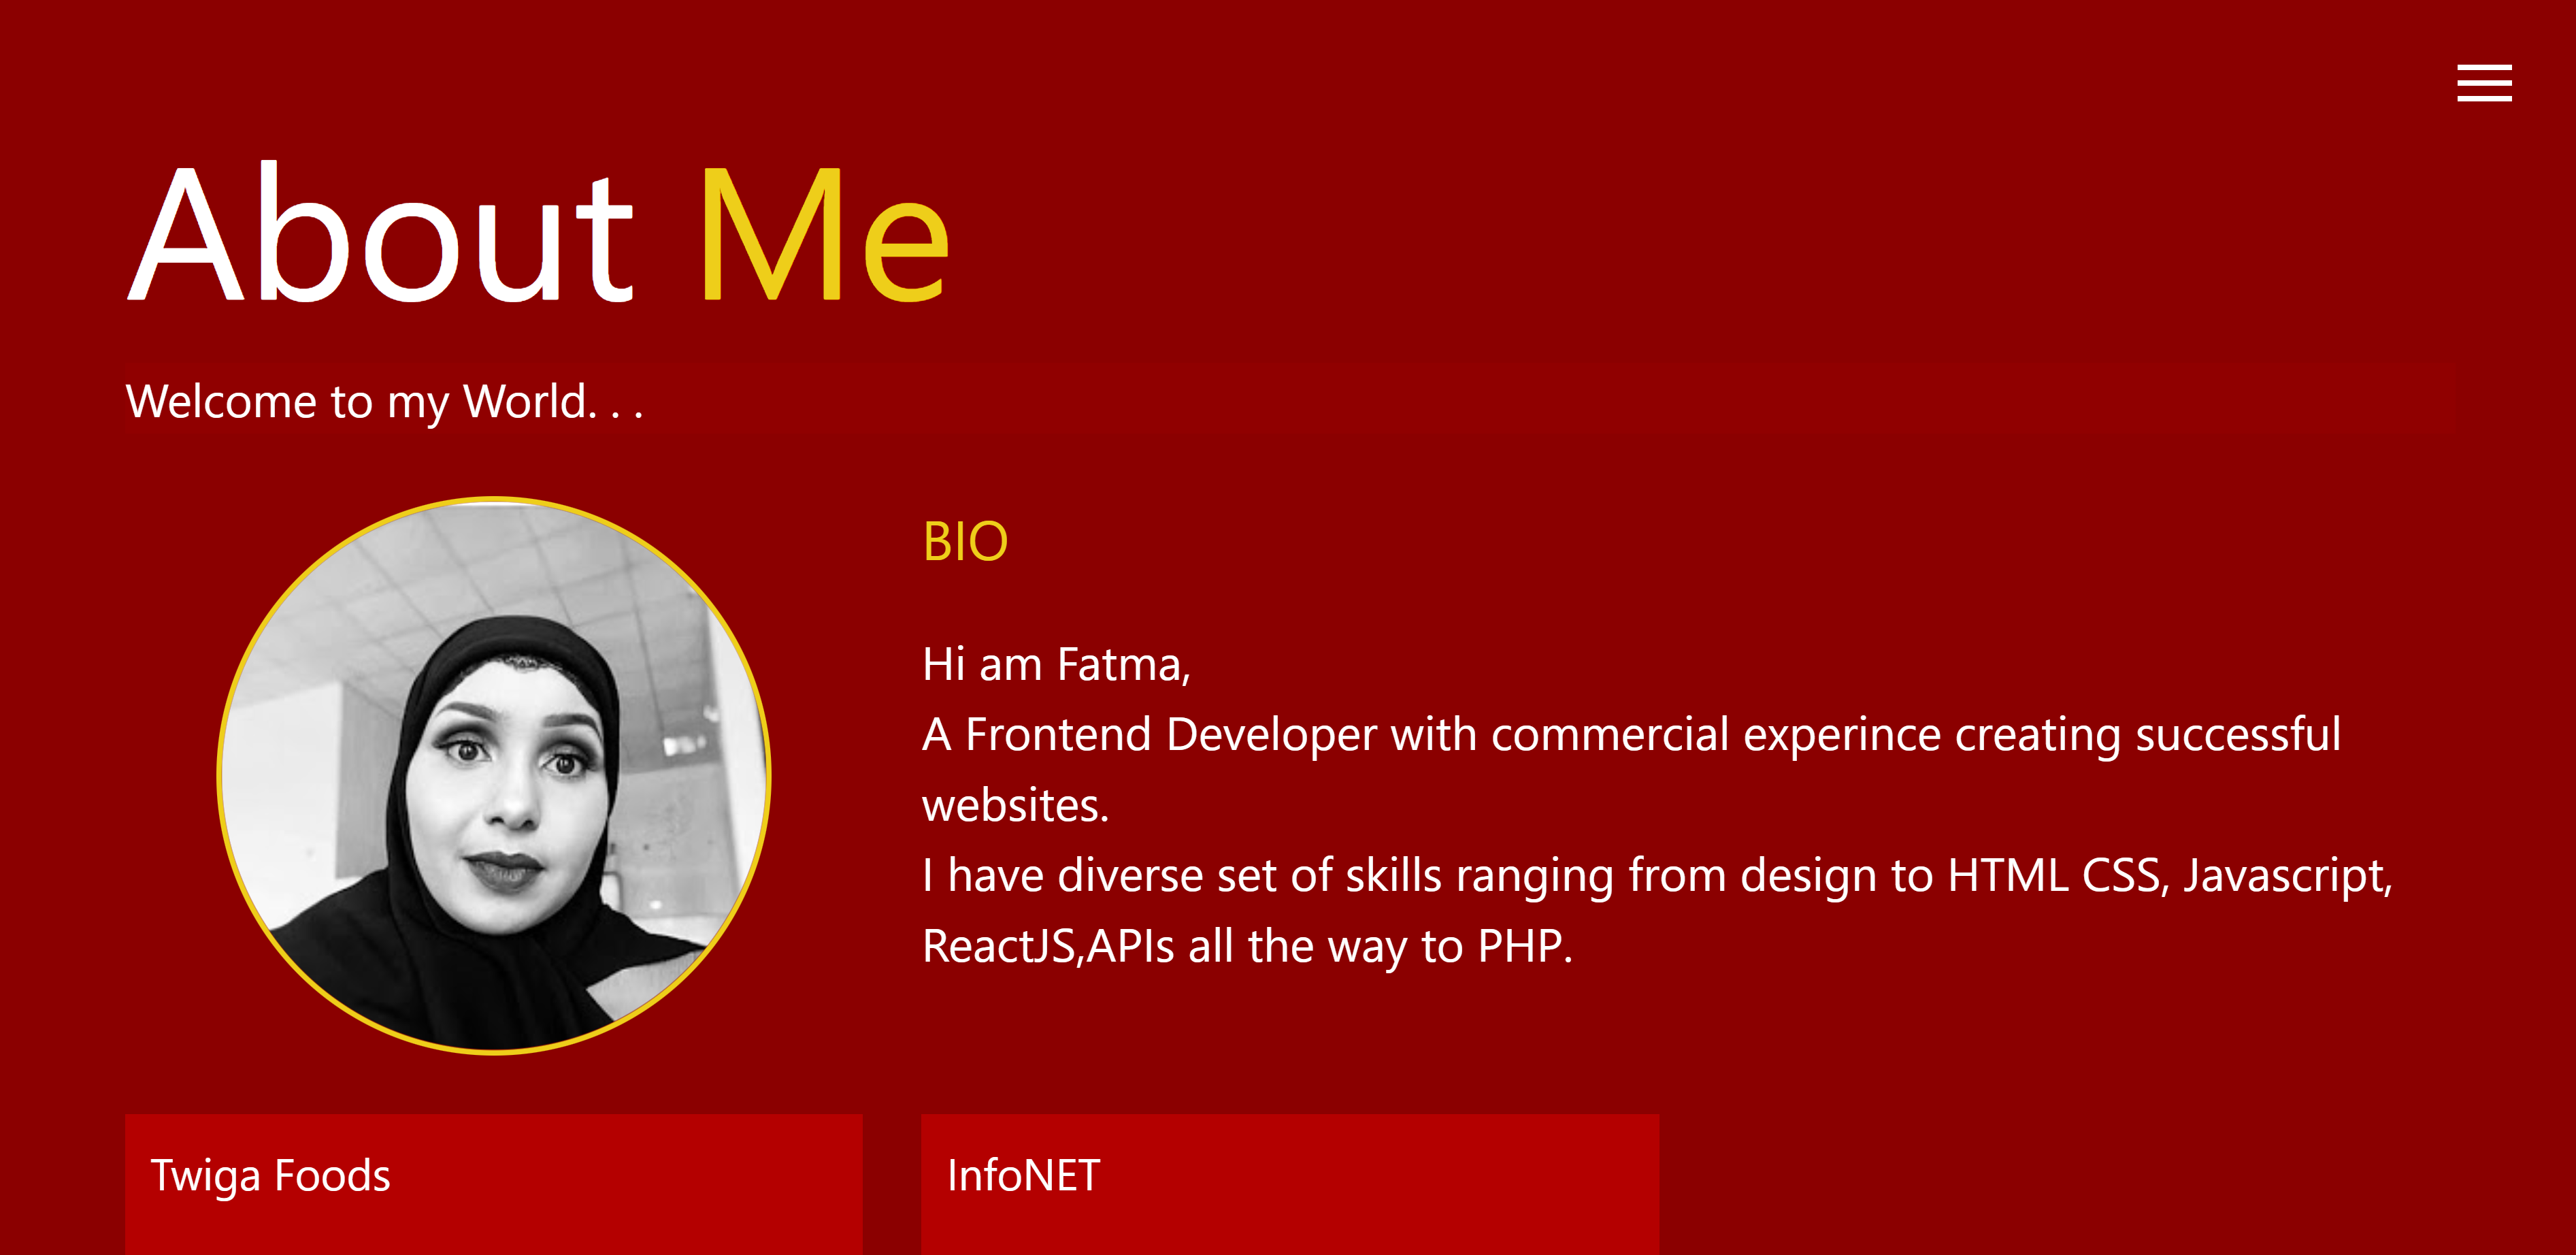 About Me
Welcome to my World. . .
BIO
Hi am Fatma,
A Frontend Developer with commercial experince creating successful
websites.
I have diverse set of skills ranging from design to HTML CSS, Javascript,
ReactJS,APIs all the way to PHP.
Twiga Foods
InfoNET